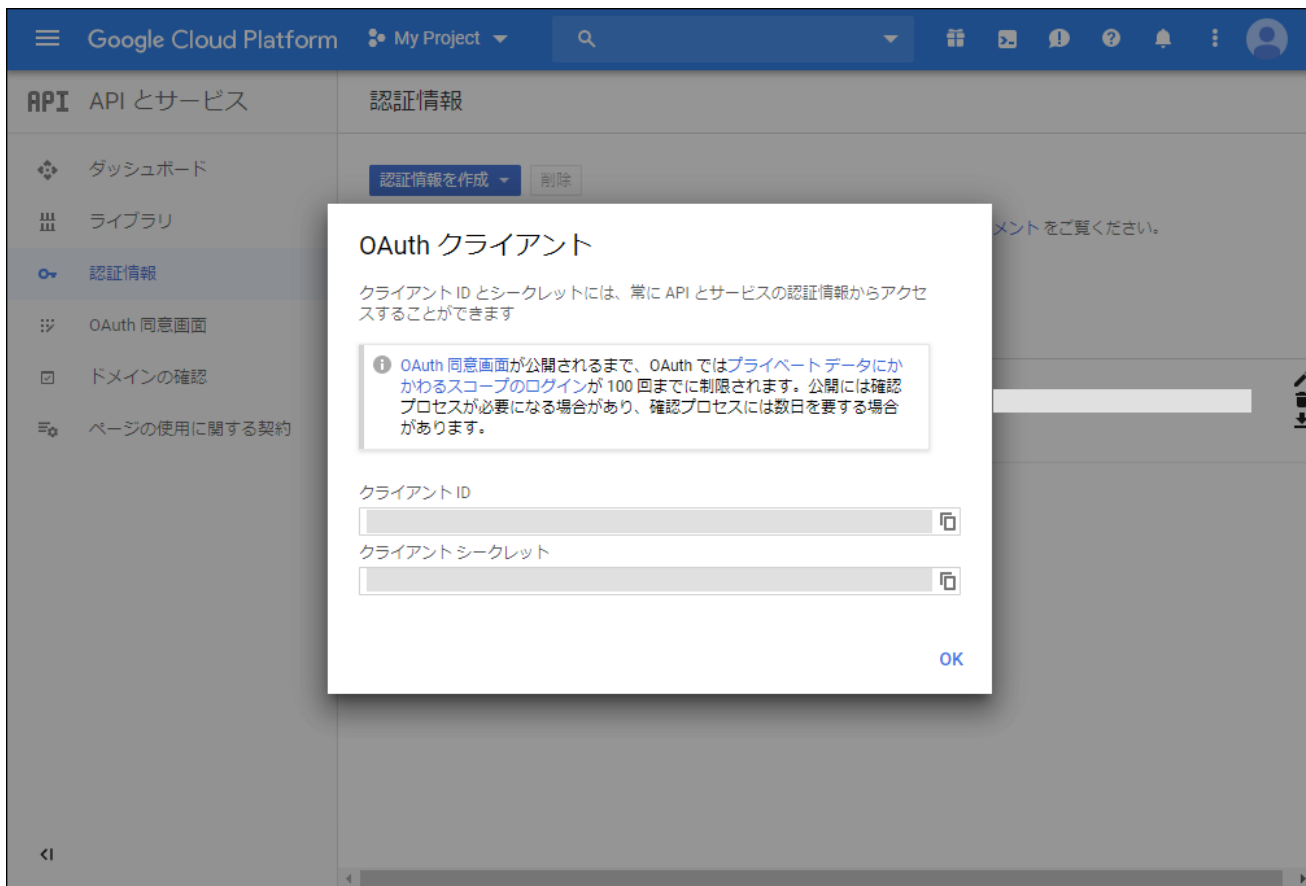 Google Cloud Platform
My Project
API APIとサービス
認証情報
ダッシュボード
ライブラリ
認証情報
OAuth 同意画面
ドメインの確認
ページの使用に関する契約
認証情報を作成
削除
メント をご覧ください。
OAuth クライアント
クライアント ID とシークレットには、常に API とサービスの認証情報からアクセ
スすることができます
OAuth 同意画面が公開されるまで、OAuth ではプライベート データにか
かわるスコープのログインが 100 回までに制限されます。公開には確認
プロセスが必要になる場合があり、確認プロセスには数日を要する場合
があります。
クライアント ID
クライアント シークレット
OK